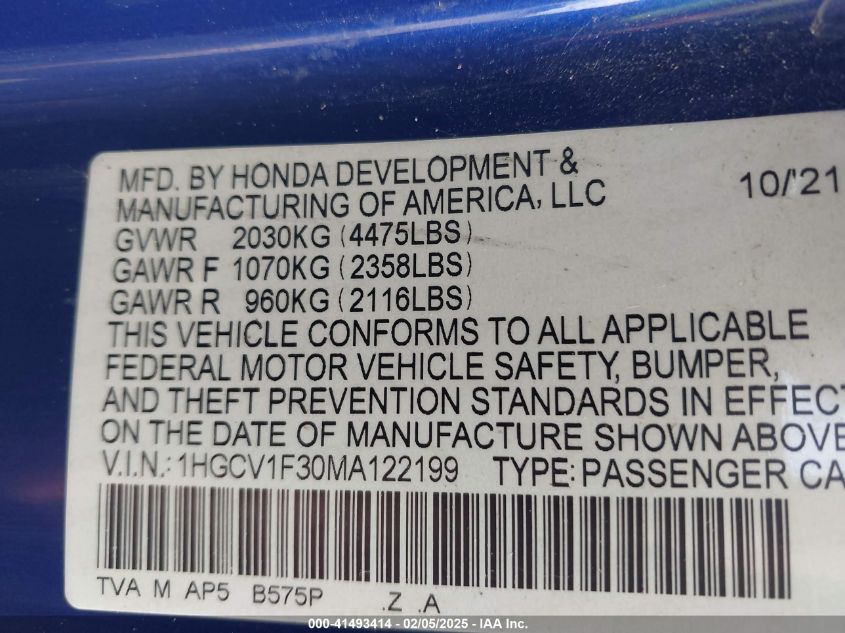 MFD. BY HONDA DEVELOPMENT &
MANUFACTURING OF AMERICA, LLC 10/'21
GVWR 2030KG (4475LBS)
GAWR F 1070KG (2358LBS)
GAWR R 960KG (2116LBS)
THIS VEHICLE CONFORMS TO ALL APPLICABLE
FEDERAL MOTOR VEHICLE SAFETY, BUMPER,
AND THEFT PREVENTION STANDARDS IN EFFECT
ON THE DATE OF MANUFACTURE SHOWN ABOVE
V.I.N.: 1HGCV1F30MA122199 TYPE: PASSENGER CA
TVA M AP5 B575P .Z .A
000-41493414 - 02/05/2025 - IAA Inc.